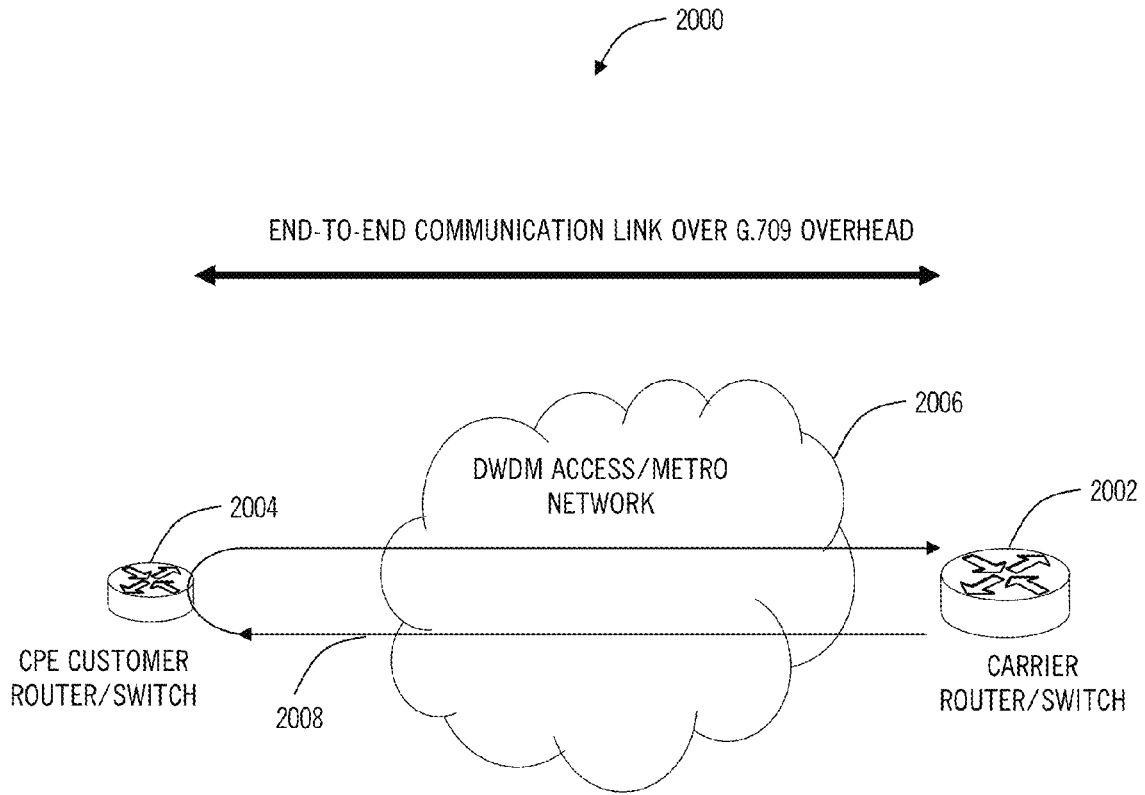 2000
END-TO-END COMMUNICATION LINK OVER G.709 OVERHEAD
2006
DWDM ACCESS/METRO
NETWORK
2002
2004
CPE CUSTOMER
ROUTER/SWITCH
2008
CARRIER
ROUTER/SWITCH